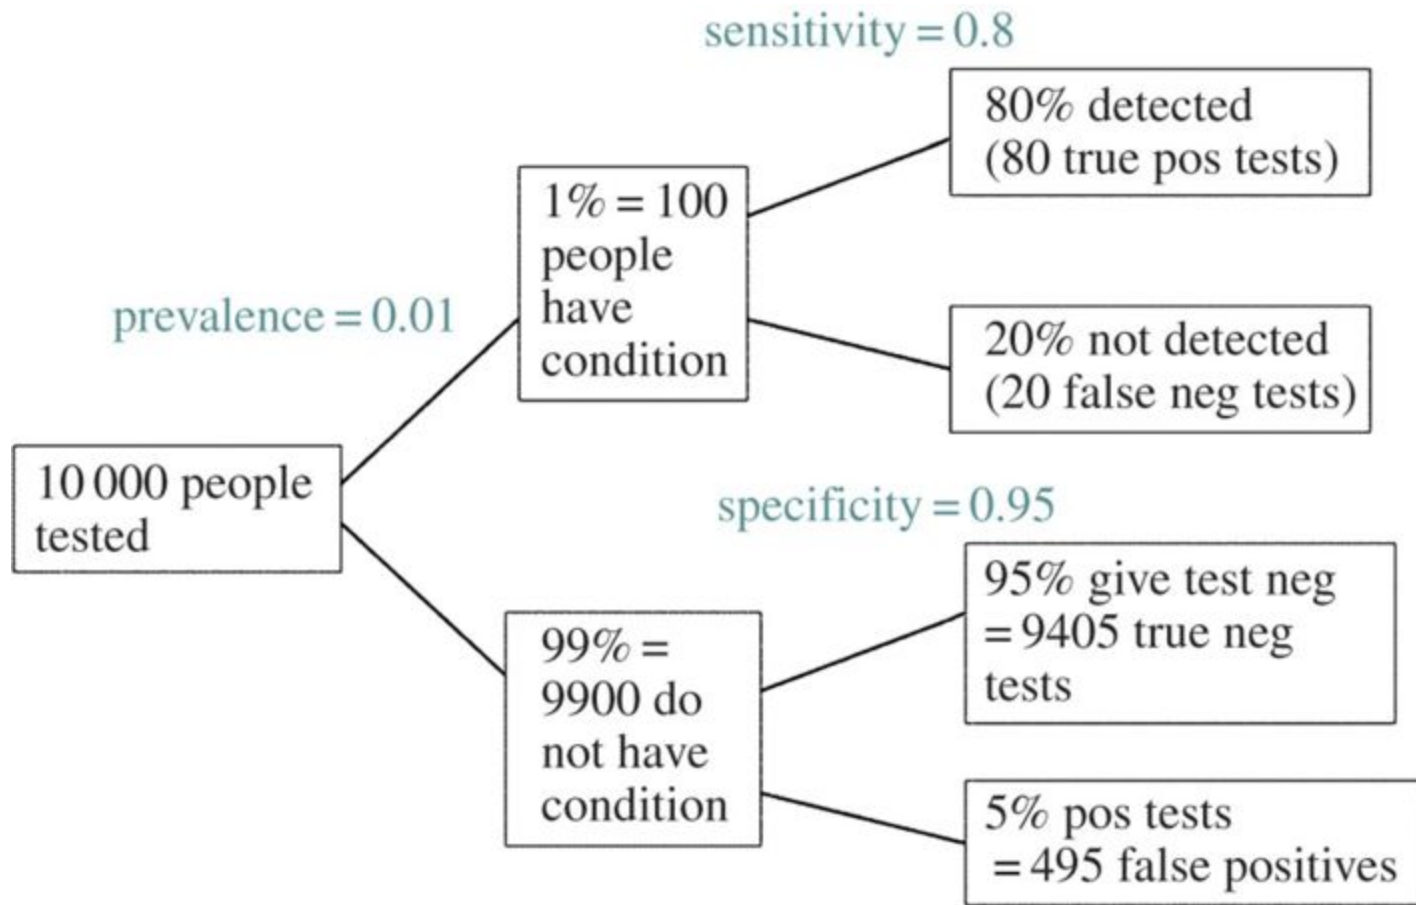 sensitivity = 0.8
80% detected
(80 true pos tests)
1% = 100
people
have
condition
prevalence = 0.01
20% not detected
(20 false neg tests)
10 000 people
tested
specificity = 0.95
95% give test neg
= 9405 true neg
tests
99% =
9900 do
not have
condition
5% pos tests
= 495 false positives